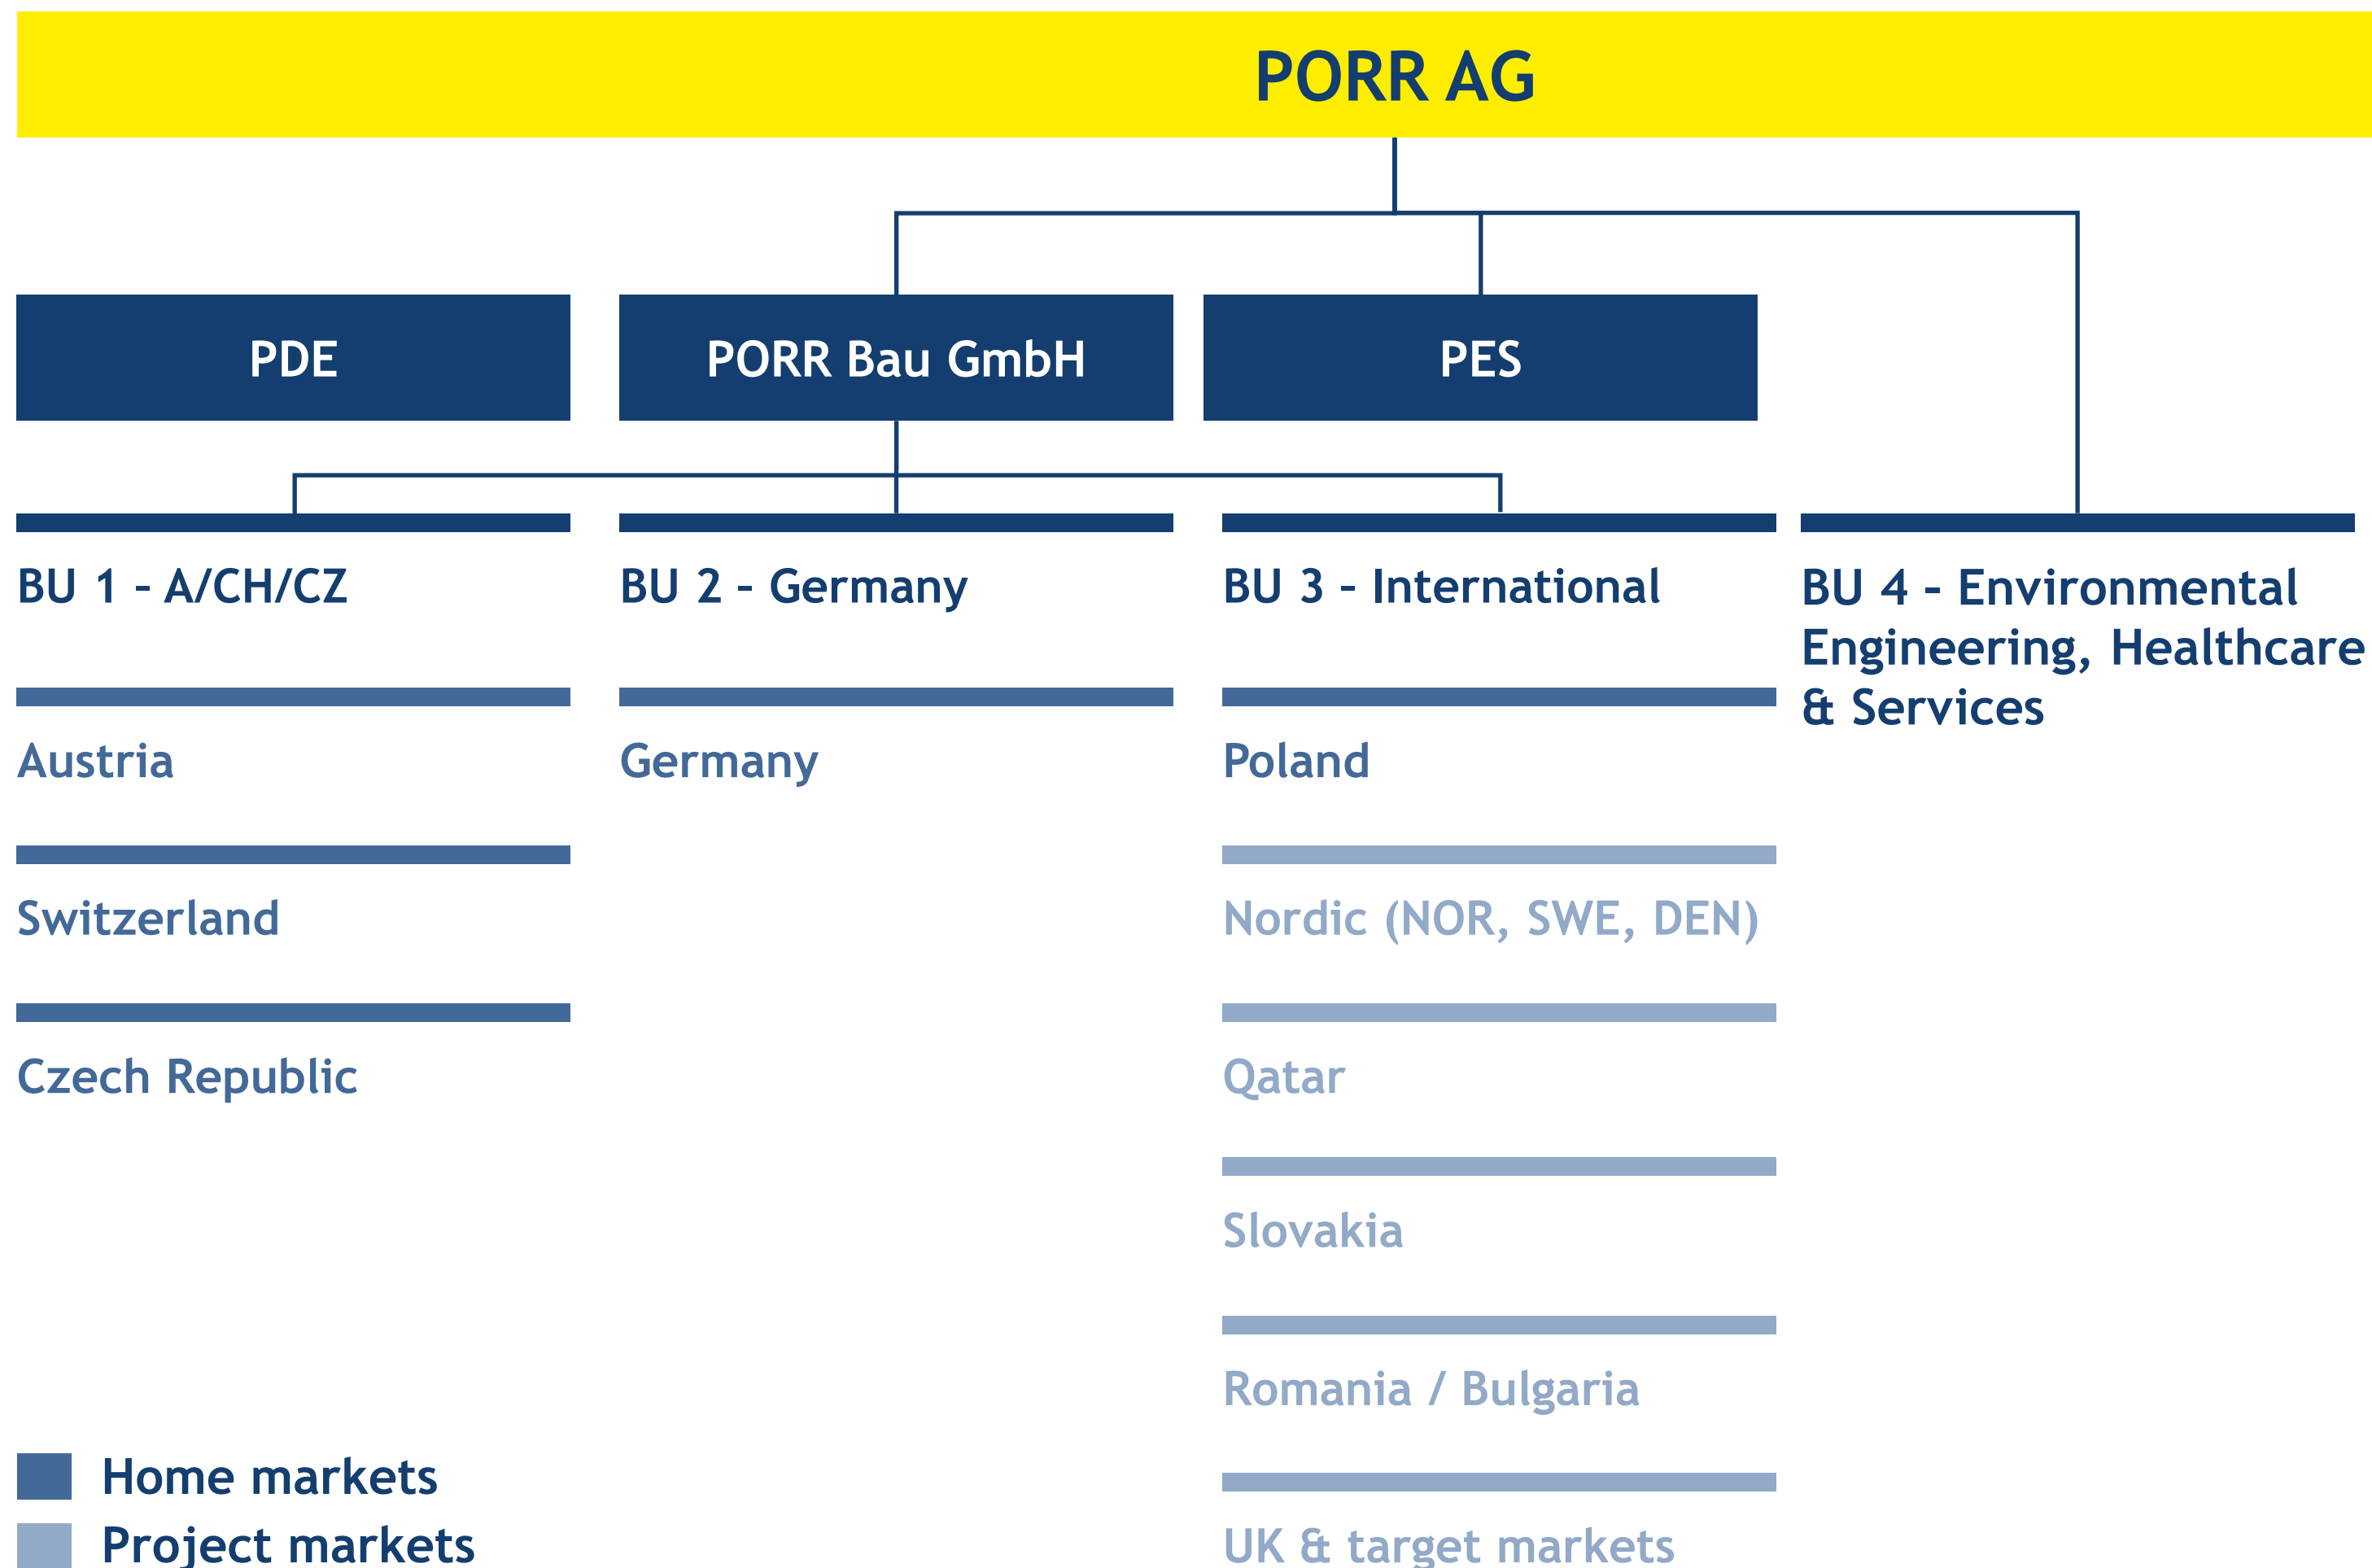 PORR AG
PDE
PORR Bau GmbH
PES
BU 1 - A/CH/CZ
Austria
Switzerland
Czech Republic
BU 2 - Germany
Germany
BU 3 - International
Poland
Nordic (NOR, SWE, DEN)
Qatar
Slovakia
Romania / Bulgaria
UK & target markets
BU 4 - Environmental
Engineering, Healthcare
& Services
Home markets
Project markets